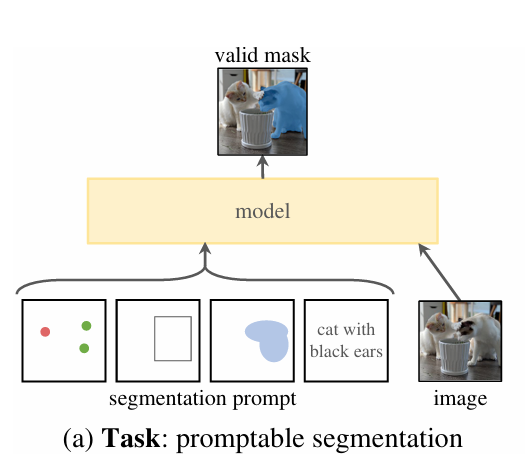 valid mask
model
cat with
black ears
segmentation prompt
image
(a) Task: promptable segmentation